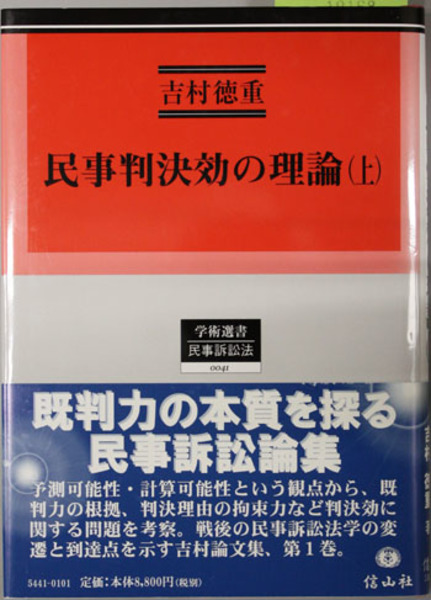 吉村徳重
民事判決効の理論(上)
学術選書
民事訴訟法
0041
既判力の本質を探る
民事訴訟論集
予測可能性・計算可能性という観点から、既
判力の根拠、判決理由の拘束力など判決効に
関する問題を考察。戦後の民事訴訟法学の変
遷と到達点を示す吉村論文集、第1巻。
5441-0101 定価:本体8,800円(税別)
信山社